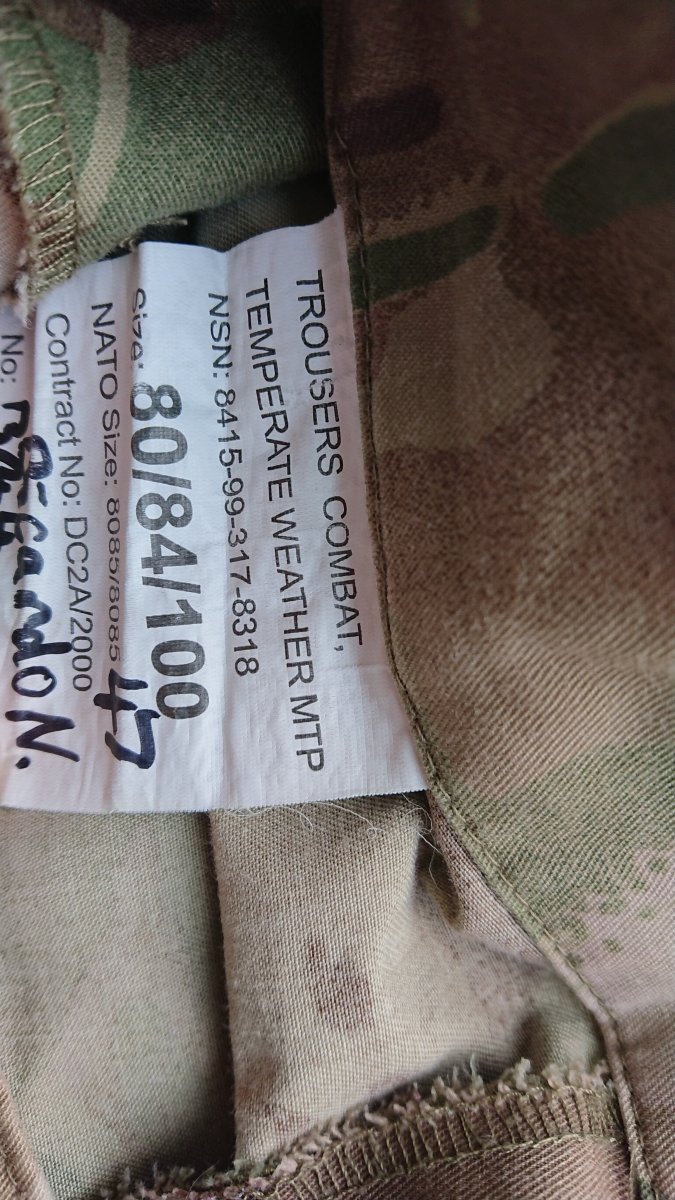 TROUSERS COMBAT,
TEMPERATE WEATHER MTP
NSN: 8415-99-317-8318
Size: 80/84/100
NATO Size: 8085/8085
47
Contract No: DC2A/2000
No:
N.